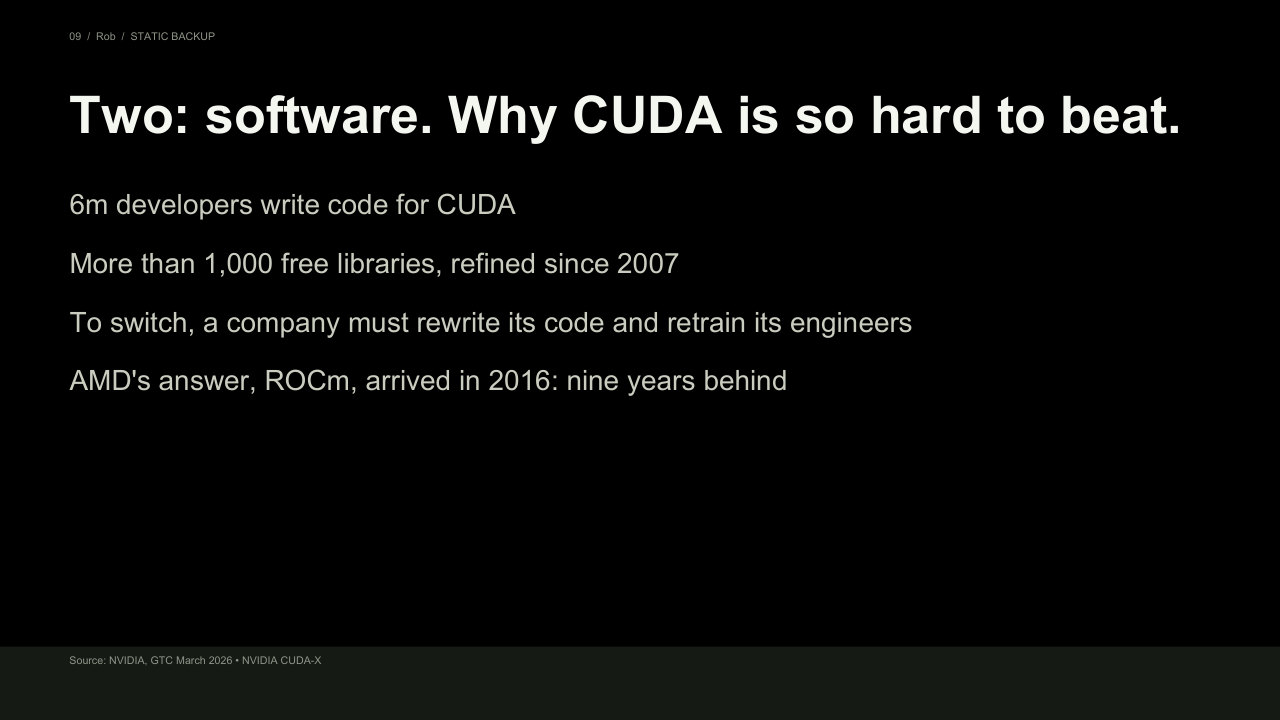 09 / Rob / STATIC BACKUP
Two: software. Why CUDA is so hard to beat.
6m developers write code for CUDA
More than 1,000 free libraries, refined since 2007
To switch, a company must rewrite its code and retrain its engineers
AMD's answer, ROCm, arrived in 2016: nine years behind
Source: NVIDIA, GTC March 2026 • NVIDIA CUDA-X